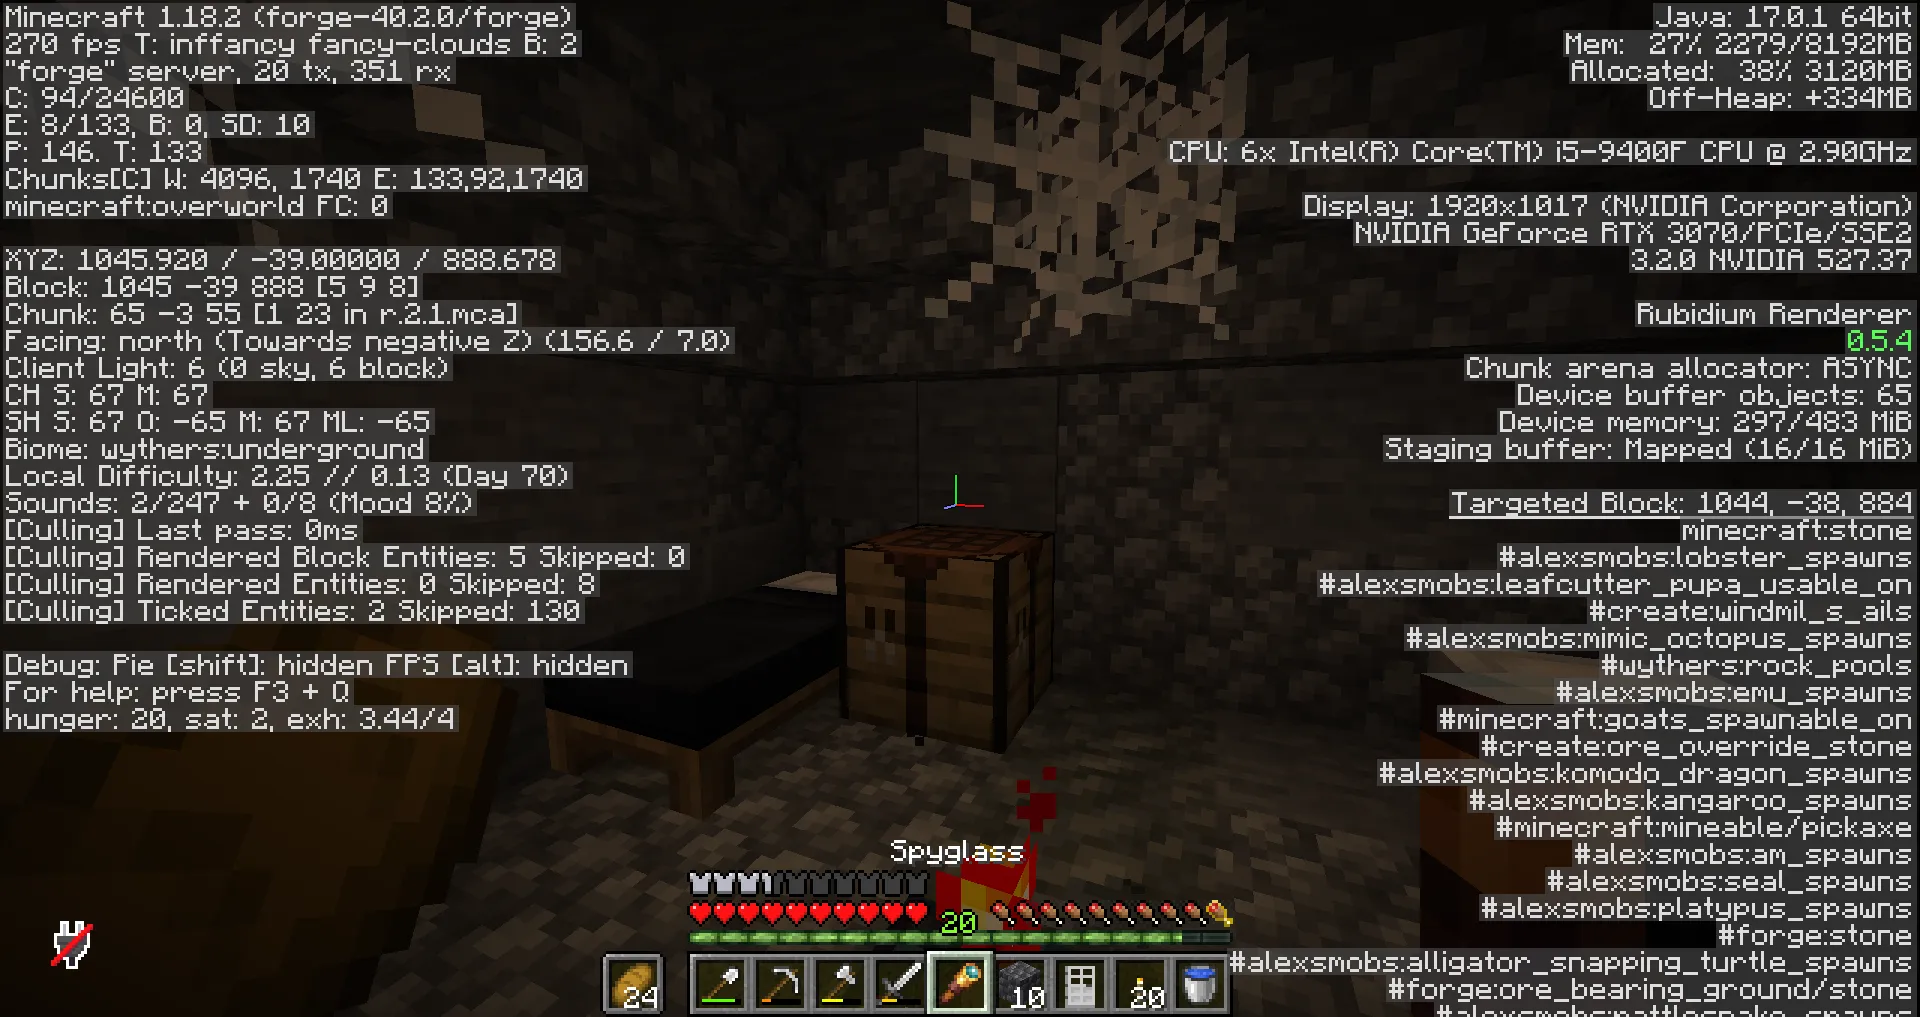 Minecraft 1.18.2 (forge-40.2.0/forge)
270 fps T: inffancy fancy-clouds B: 2
"forge" server, 20 tx, 351 rx
C: 94/24600
E: 8/133, B: 0, SD: 10
P: 146. T: 133
Chunks[C] W: 4096, 1740 E: 133,92,1740
minecraft:overworld FC: 0
XYZ: 1045.920 / -39.00000 / 888.678
Block: 1045 -39 888 [5 9 8]
Chunk: 65 -3 55 [1 23 in r.2.1.mca]
Facing: north (Towards negative Z) (156.6 / 7.0)
Client Light: 6 (0 sky, 6 block)
CH S: 67 M: 67
SH S: 67 O: -65 M: 67 ML: -65
Biome: wythers:underground
Local Difficulty: 2.25 // 0.13 (Day 70)
Sounds: 2/247 + 0/8 (Mood 8%)
[Culling] Last pass: 0ms
[Culling] Rendered Block Entities: 5 Skipped: 0
[Culling] Rendered Entities: 0 Skipped: 8
[Culling] Ticked Entities: 2 Skipped: 130
Debug: Pie [shift]: hidden FPS [alt]: hidden
For help: press F3 + Q
hunger: 20, sat: 2, exh: 3.44/4
Java: 17.0.1 64bit
Mem: 27% 2279/8192MB
Allocated: 38% 3120MB
Off-Heap: +334MB
CPU: 6x Intel(R) Core(TM) i5-9400F CPU @ 2.90GHz
Display: 1920x1017 (NVIDIA Corporation)
NVIDIA GeForce RTX 3070/PCIe/SSE2
3.2.0 NVIDIA 527.37
Rubidium Renderer
0.5.4
Chunk arena allocator: ASYNC
Device buffer objects: 65
Device memory: 297/483 MiB
Staging buffer: Mapped (16/16 MiB)
Targeted Block: 1044, -38, 884
minecraft:stone
#alexsmobs:lobster_spawns
#alexsmobs:leafcutter_pupa_usable_on
#create:windmil_s_ails
#alexsmobs:mimic_octopus_spawns
#wythers:rock_pools
#alexsmobs:emu_spawns
#minecraft:goats_spawnable_on
#create:ore_override_stone
#alexsmobs:komodo_dragon_spawns
#alexsmobs:kangaroo_spawns
#minecraft:mineable/pickaxe
#alexsmobs:am_spawns
#alexsmobs:seal_spawns
#alexsmobs:platypus_spawns
#forge:stone
#alexsmobs:alligator_snapping_turtle_spawns
#forge:ore_bearing_ground/stone
#alexsmobs:rattlesnake_spawns
Spyglass
20
24
10
20